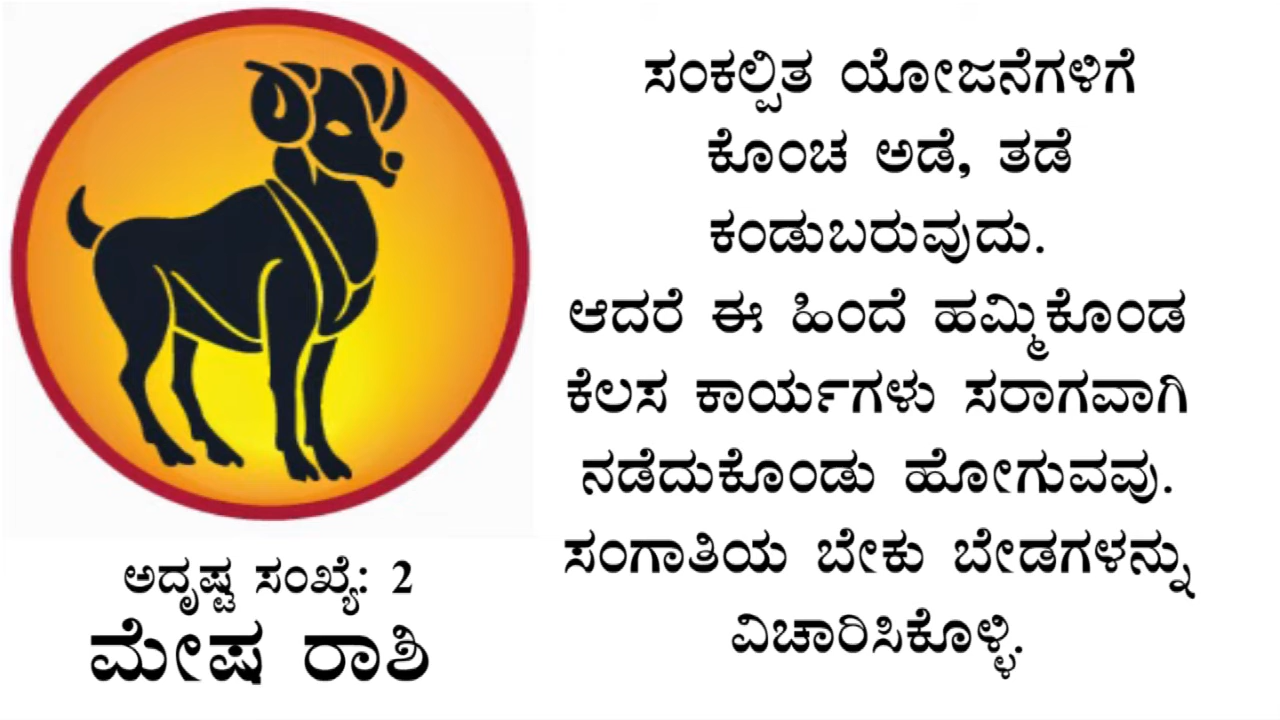 ಸಂಕಲ್ಪಿತ ಯೋಜನೆಗಳಿಗೆ
ಕೊಂಚ ಅಡೆ, ತಡೆ
ಕಂಡುಬರುವುದು.
ಆದರೆ ಈ ಹಿಂದೆ ಹಮ್ಮಿಕೊಂಡ
ಕೆಲಸ ಕಾರ್ಯಗಳು ಸರಾಗವಾಗಿ
ನಡೆದುಕೊಂಡು ಹೋಗುವವು.
ಸಂಗಾತಿಯ ಬೇಕು ಬೇಡಗಳನ್ನು
ವಿಚಾರಿಸಿಕೊಳ್ಳಿ.
ಅದೃಷ್ಟ ಸಂಖ್ಯೆ: 2
ಮೇಷ ರಾಶಿ